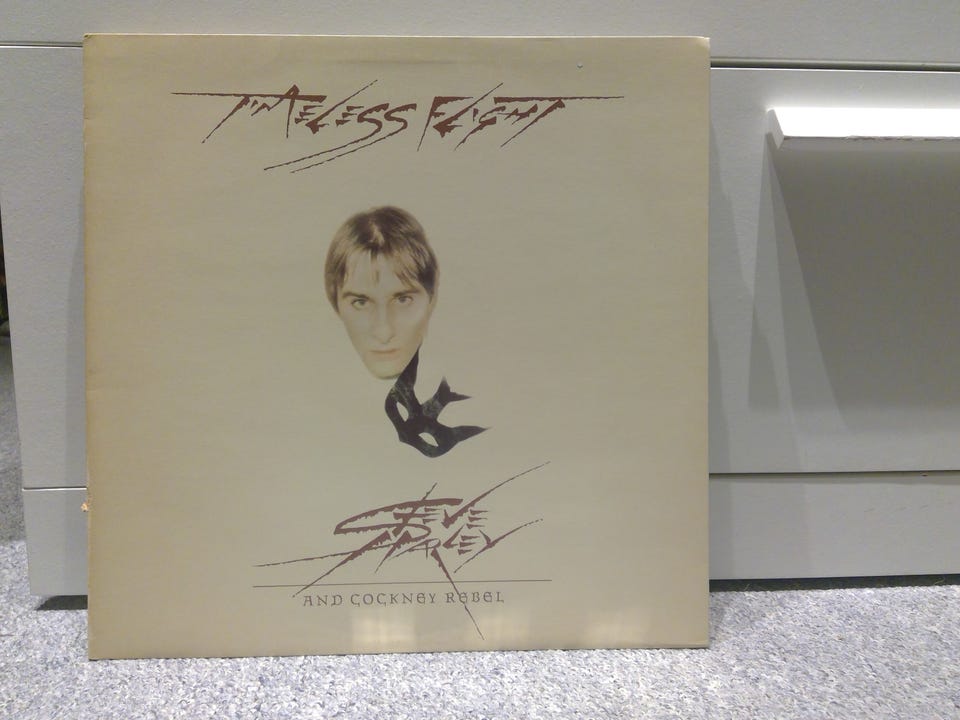 TIMELESS FLIGHT
STEVE
HARLEY
AND COCKNEY REBEL